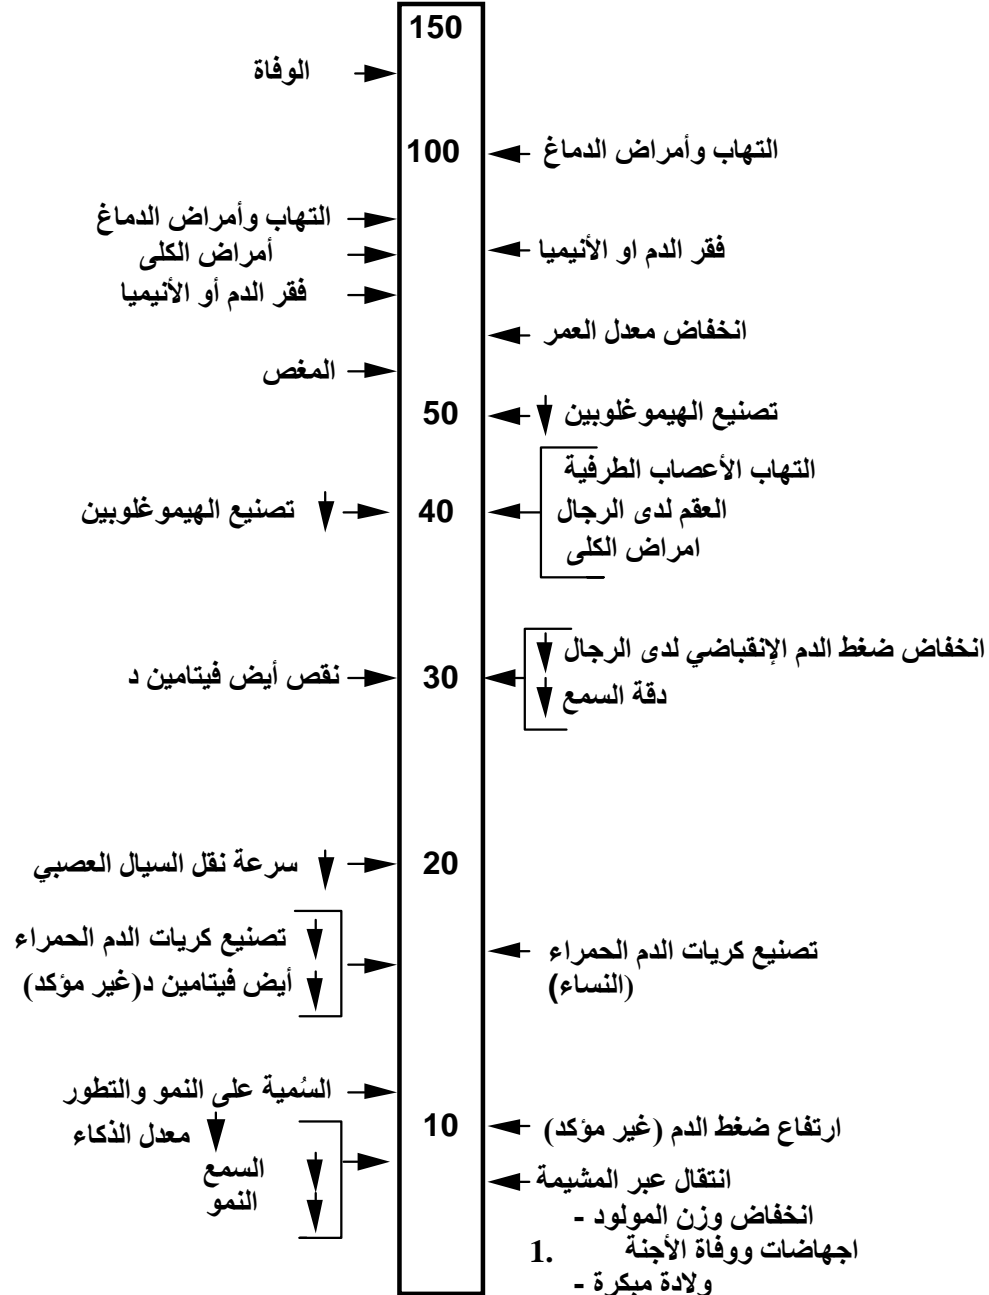 150
الوفاة
100
التهاب وأمراض الدماغ
التهاب وأمراض الدماغ
فقر الدم او الأنيميا
أمراض الكلى
فقر الدم أو الأنيميا
انخفاض معدل العمر
المغص
50
تصنيع الهيموغلوبين
التهاب الأعصاب الطرفية
العقم لدى الرجال
امراض الكلى
40
تصنيع الهيموغلوبين
انخفاض ضغط الدم الإنقباضي لدى الرجال
دقة السمع
30
نقص أيض فيتامين د
20
سرعة نقل السيال العصبي
تصنيع كريات الدم الحمراء
أيض فيتامين د(غير مؤكد)
تصنيع كريات الدم الحمراء
(النساء)
السُمية على النمو والتطور
10
ارتفاع ضغط الدم (غير مؤكد)
معدل الذكاء
السمع
النمو
انتقال عبر المشيمة
انخفاض وزن المولود -
1. اجهاضات ووفاة الأجنة
ولادة مبكرة -